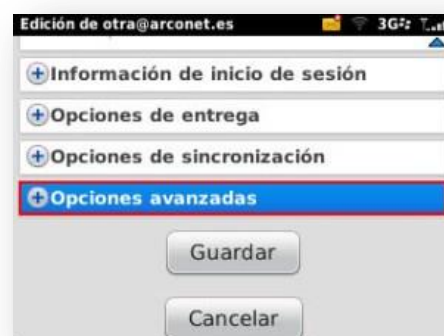 Edición de otra@arconet.es 3G
Información de inicio de sesión
Opciones de entrega
Opciones de sincronización
Opciones avanzadas
Guardar
Cancelar